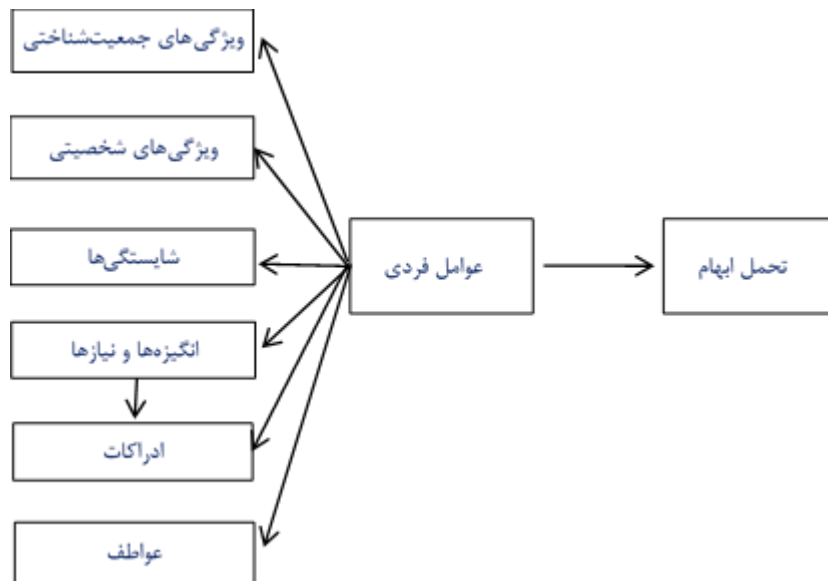 ویژگی‌های جمعیت‌شناختی
ویژگی‌های شخصیتی
شایستگی‌ها
انگیزه‌ها و نیازها
ادراکات
عواطف
عوامل فردی
تحمل ابهام